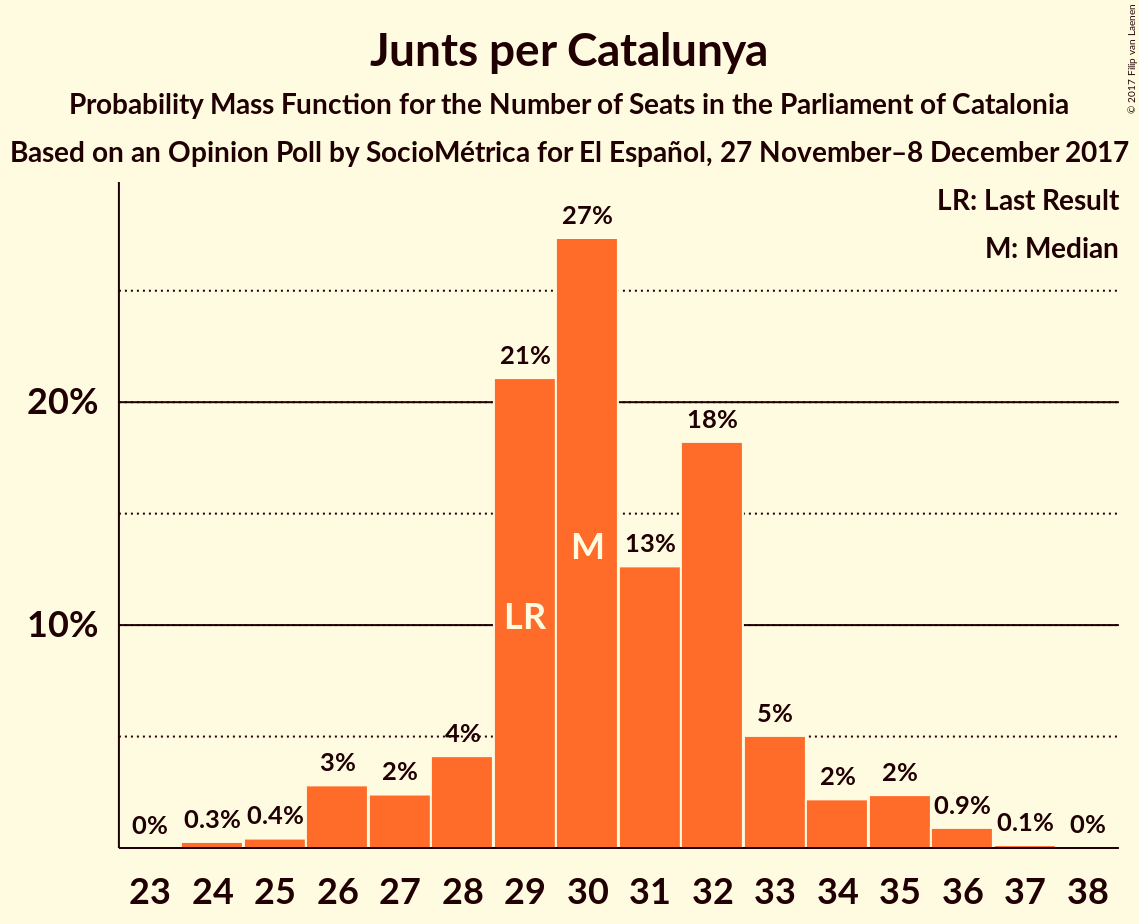 Junts per Catalunya
Probability Mass Function for the Number of Seats in the Parliament of Catalonia
Based on an Opinion Poll by SocioMétrica for El Español, 27 November–8 December 2017
© 2017 Filip van Laenen
LR: Last Result
M: Median
20%
10%
0% 0.3% 0.4% 3% 2% 4% 21% 27% 13% 18% 5% 2% 2% 0.9% 0.1% 0%
LR
M
23 24 25 26 27 28 29 30 31 32 33 34 35 36 37 38